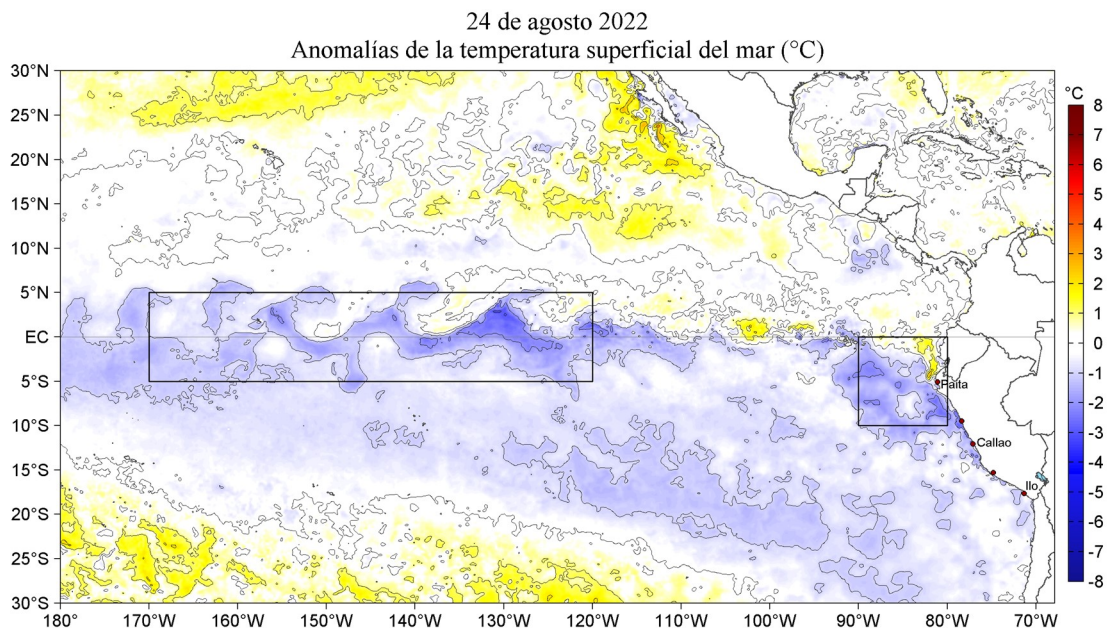 24 de agosto 2022
Anomalías de la temperatura superficial del mar (°C)
30°N
25°N
20°N
15°N
10°N
5°N
EC
5°S
10°S
15°S
20°S
25°S
30°S
180
170°W
160°W
150°W
140°W
130°W
120°W
110°W
100°W
90°W
80°W
70°W
Paita
Callao
Ilo
°C
8
7
6
5
4
3
2
1
0
-1
-2
-3
-4
-5
-6
-7
-8